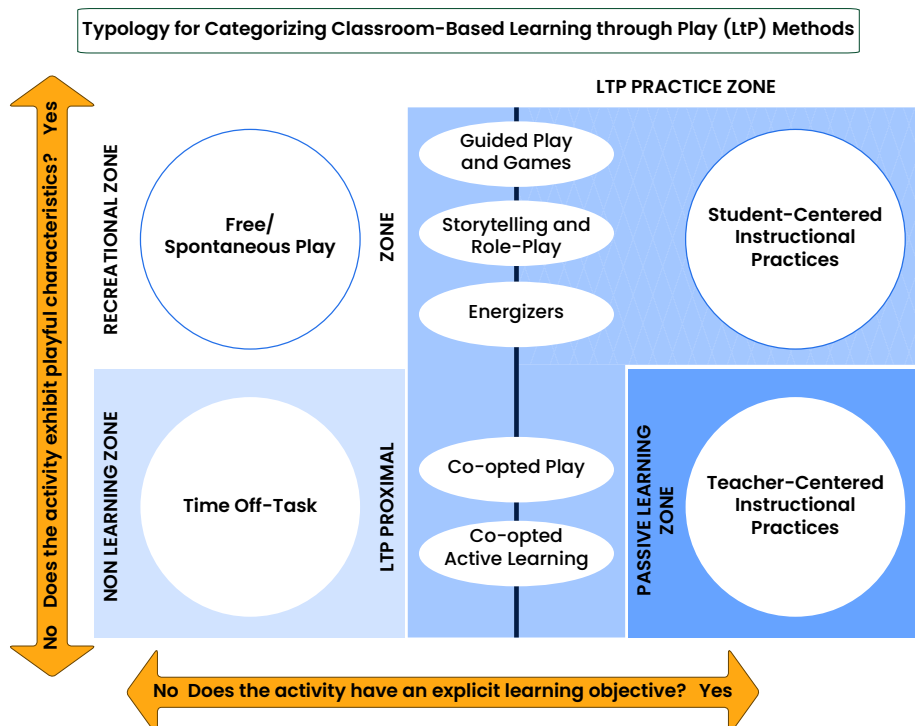 Typology for Categorizing Classroom-Based Learning through Play (LtP) Methods
LTP PRACTICE ZONE
No Does the activity exhibit playful characteristics? Yes
RECREATIONAL ZONE
Free/
Spontaneous Play
ZONE
Guided Play
and Games
Storytelling and
Role-Play
Energizers
Student-Centered
Instructional
Practices
NON LEARNING ZONE
Time Off-Task
LTP PROXIMAL
Co-opted Play
Co-opted
Active Learning
PASSIVE LEARNING
ZONE
Teacher-Centered
Instructional
Practices
No Does the activity have an explicit learning objective? Yes